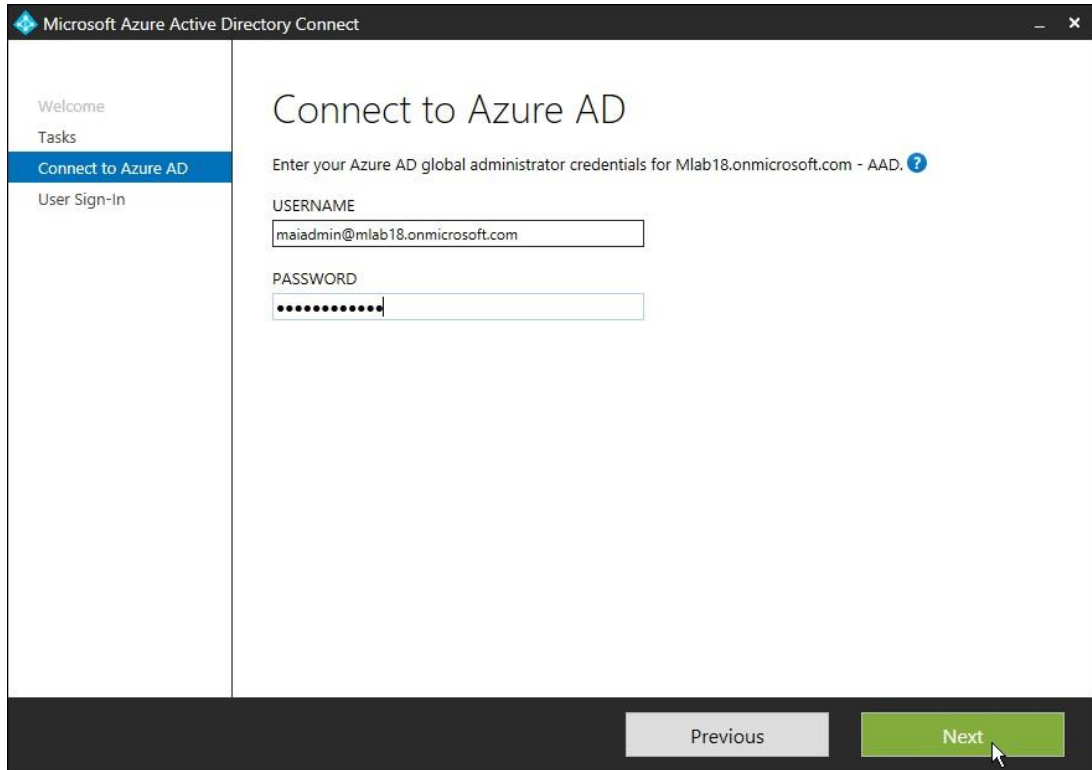 Microsoft Azure Active Directory Connect
Welcome
Tasks
Connect to Azure AD
User Sign-In
Connect to Azure AD
Enter your Azure AD global administrator credentials for Mlab18.onmicrosoft.com - AAD. ?
USERNAME
maiadmin@mlab18.onmicrosoft.com
PASSWORD
••••••••••••
Previous
Next